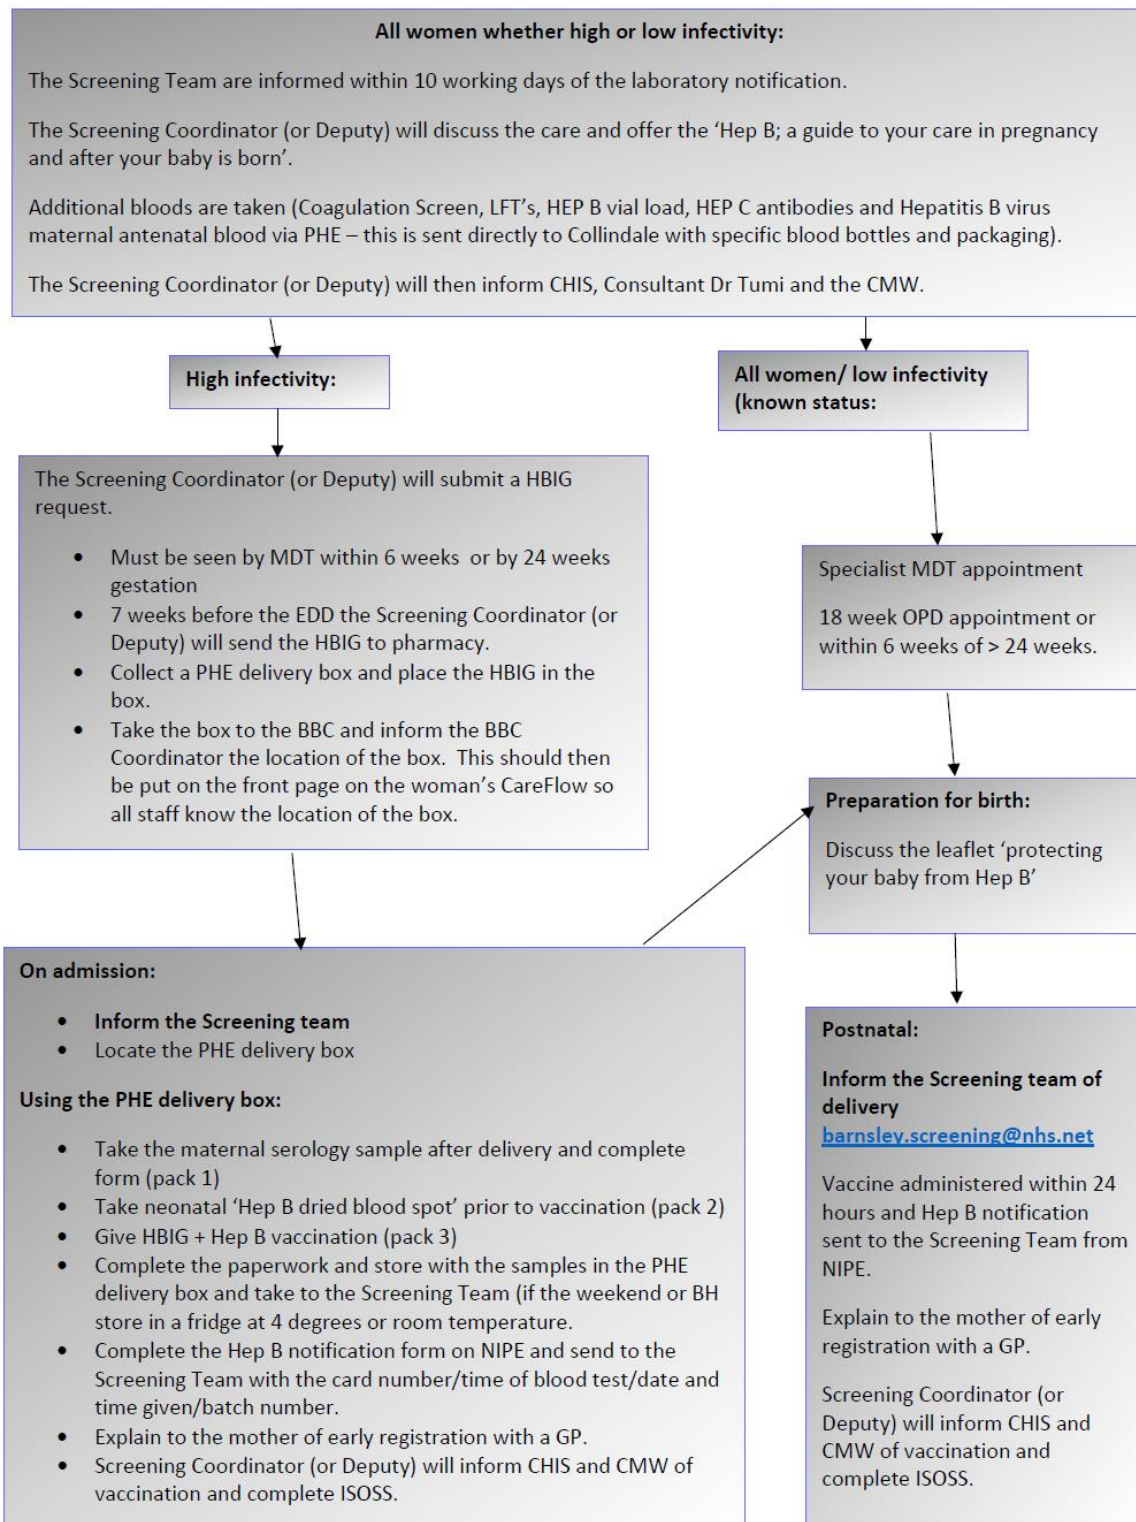 All women whether high or low infectivity:
The Screening Team are informed within 10 working days of the laboratory notification.
The Screening Coordinator (or Deputy) will discuss the care and offer the ‘Hep B; a guide to your care in pregnancy
and after your baby is born’.
Additional bloods are taken (Coagulation Screen, LFT’s, HEP B vial load, HEP C antibodies and Hepatitis B virus
maternal antenatal blood via PHE – this is sent directly to Collindale with specific blood bottles and packaging).
The Screening Coordinator (or Deputy) will then inform CHIS, Consultant Dr Tumi and the CMW.
High infectivity:
The Screening Coordinator (or Deputy) will submit a HBIG
request.
• Must be seen by MDT within 6 weeks or by 24 weeks
gestation
• 7 weeks before the EDD the Screening Coordinator (or
Deputy) will send the HBIG to pharmacy.
• Collect a PHE delivery box and place the HBIG in the
box.
• Take the box to the BBC and inform the BBC
Coordinator the location of the box. This should then
be put on the front page on the woman’s CareFlow so
all staff know the location of the box.
On admission:
• Inform the Screening team
• Locate the PHE delivery box
Using the PHE delivery box:
• Take the maternal serology sample after delivery and complete
form (pack 1)
• Take neonatal ‘Hep B dried blood spot’ prior to vaccination (pack 2)
• Give HBIG + Hep B vaccination (pack 3)
• Complete the paperwork and store with the samples in the PHE
delivery box and take to the Screening Team (if the weekend or BH
store in a fridge at 4 degrees or room temperature.
• Complete the Hep B notification form on NIPE and send to the
Screening Team with the card number/time of blood test/date and
time given/batch number.
• Explain to the mother of early registration with a GP.
• Screening Coordinator (or Deputy) will inform CHIS and CMW of
vaccination and complete ISOSS.
All women/ low infectivity
(known status:
Specialist MDT appointment
18 week OPD appointment or
within 6 weeks of > 24 weeks.
Preparation for birth:
Discuss the leaflet ‘protecting
your baby from Hep B’
Postnatal:
Inform the Screening team of
delivery
barnsley.screening@nhs.net
Vaccine administered within 24
hours and Hep B notification
sent to the Screening Team from
NIPE.
Explain to the mother of early
registration with a GP.
Screening Coordinator (or
Deputy) will inform CHIS and
CMW of vaccination and
complete ISOSS.